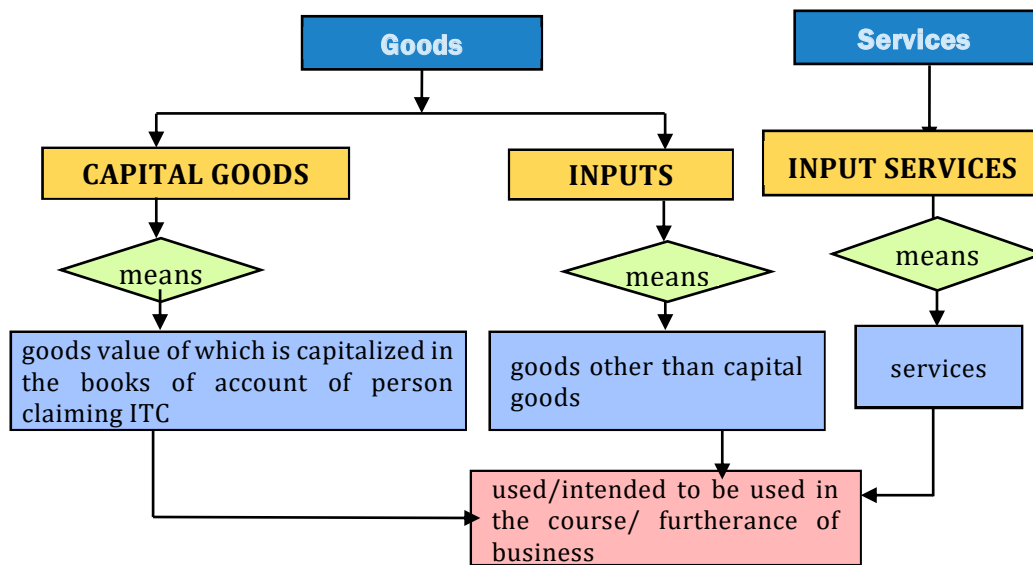 Goods
Services
CAPITAL GOODS
INPUTS
INPUT SERVICES
means
means
means
goods value of which is capitalized in
the books of account of person
claiming ITC
goods other than capital
goods
services
used/intended to be used in
the course/ furtherance of
business